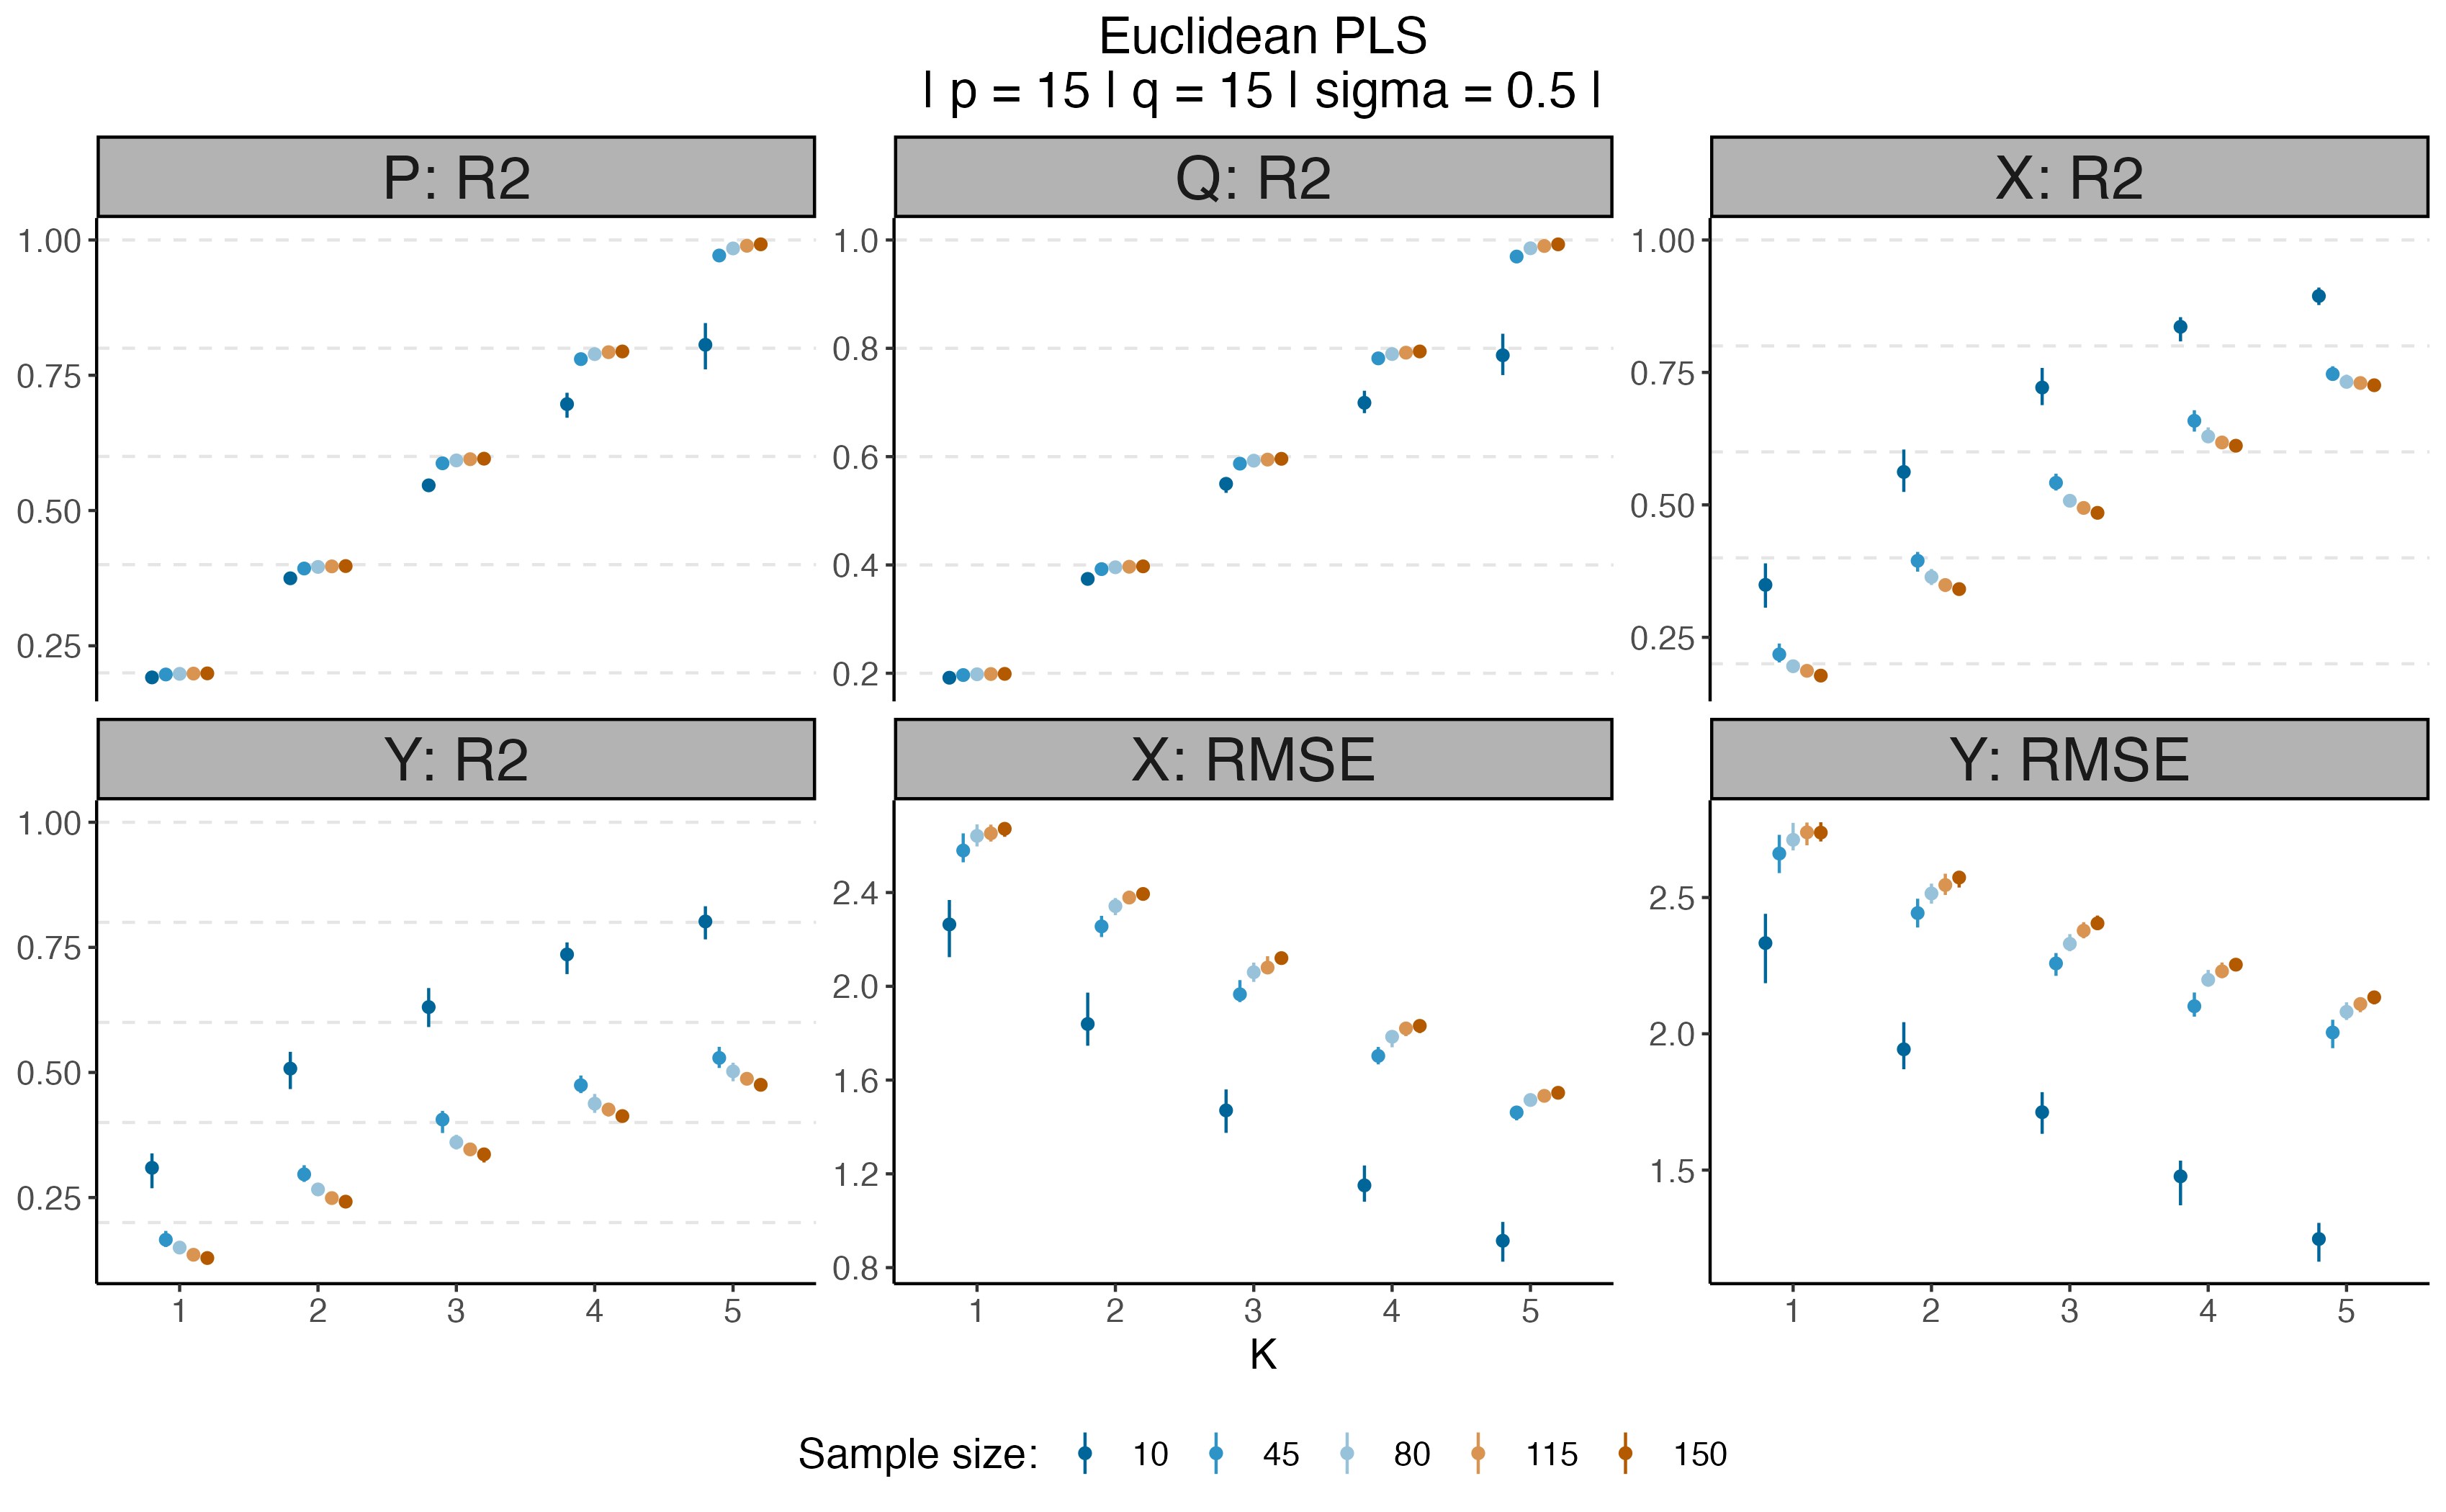 Euclidean PLS
| p = 15 | q = 15 | sigma = 0.5 |
P: R2
Q: R2
X: R2
1.00
0.75
0.50
0.25
1.0
0.8
0.6
0.4
0.2
1.00
0.75
0.50
0.25
Y: R2
X: RMSE
Y: RMSE
1.00
0.75
0.50
0.25
2.4
2.0
1.6
1.2
0.8
2.5
2.0
1.5
1 2 3 4 5
1 2 3 4 5
1 2 3 4 5
K
Sample size: 10 45 80 115 150